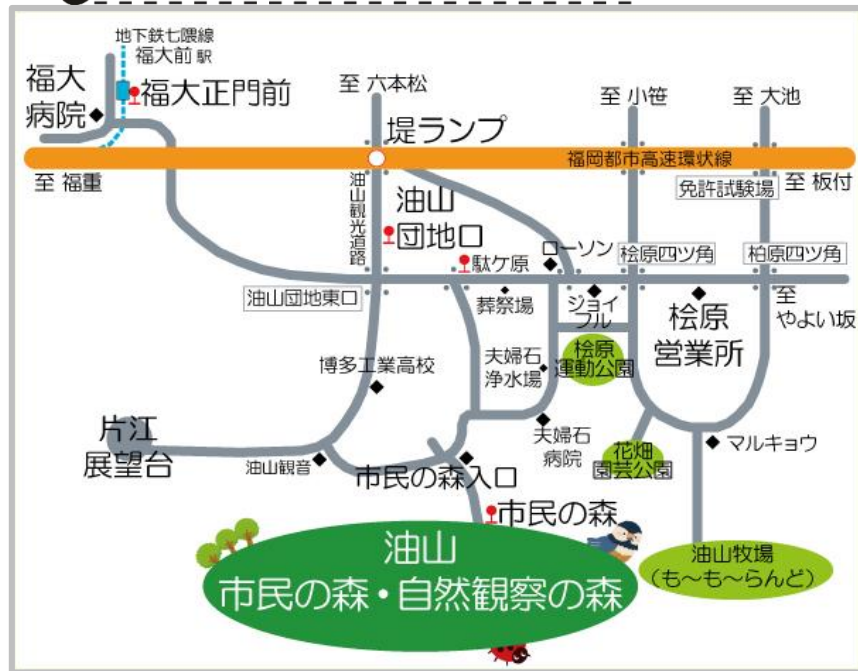 地下鉄七隈線
福大前駅
福大
病院
福大正門前
至 六本松
至 小笹
至 大池
堤ランプ
福岡都市高速環状線
至 福重
免許試験場
至 板付
油山観光道路
油山
団地口
駄ケ原
ローソン
桧原四ツ角
柏原四ツ角
油山団地東口
葬祭場
ジョイ
フル
桧原
営業所
至
やよい坂
博多工業高校
夫婦石
浄水場
桧原
運動公園
片江
展望台
油山観音
市民の森入口
夫婦石
病院
花畑
園芸公園
マルキョウ
市民の森
油山
市民の森・自然観察の森
油山牧場
(も~も~らんど)